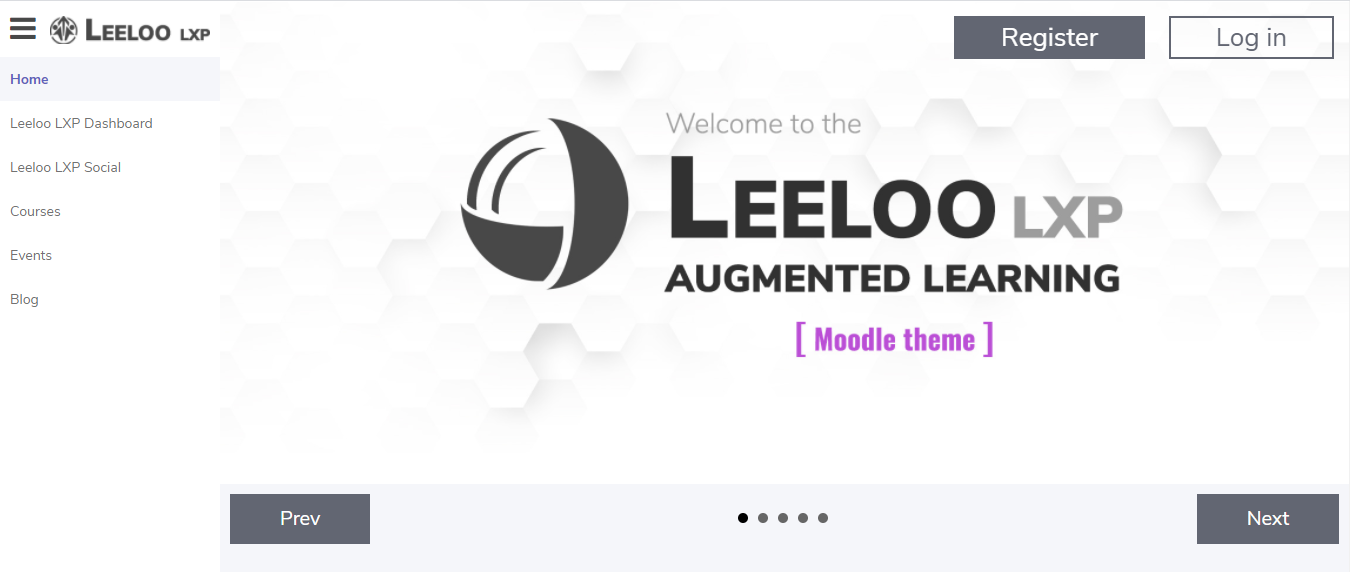 LEELOO LXP
Register
Log in
Home
Leeloo LXP Dashboard
Leeloo LXP Social
Courses
Events
Blog
Welcome to the
LEELOO LXP
AUGMENTED LEARNING
[ Moodle theme ]
Prev
Next